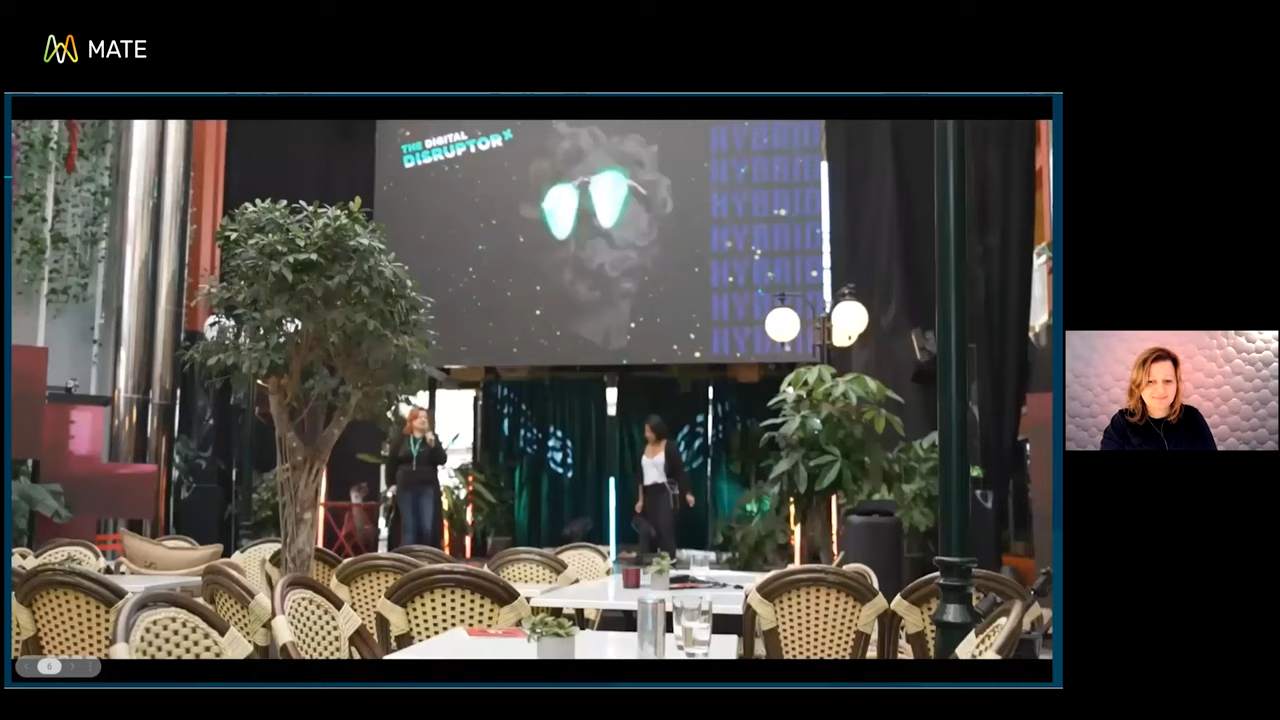 MATE
THE DIGITAL
DISRUPTOR X
HYBRID
HYBRID
HYBRID
HYBRID
HYBRID
HYBRID
HYBRID
6